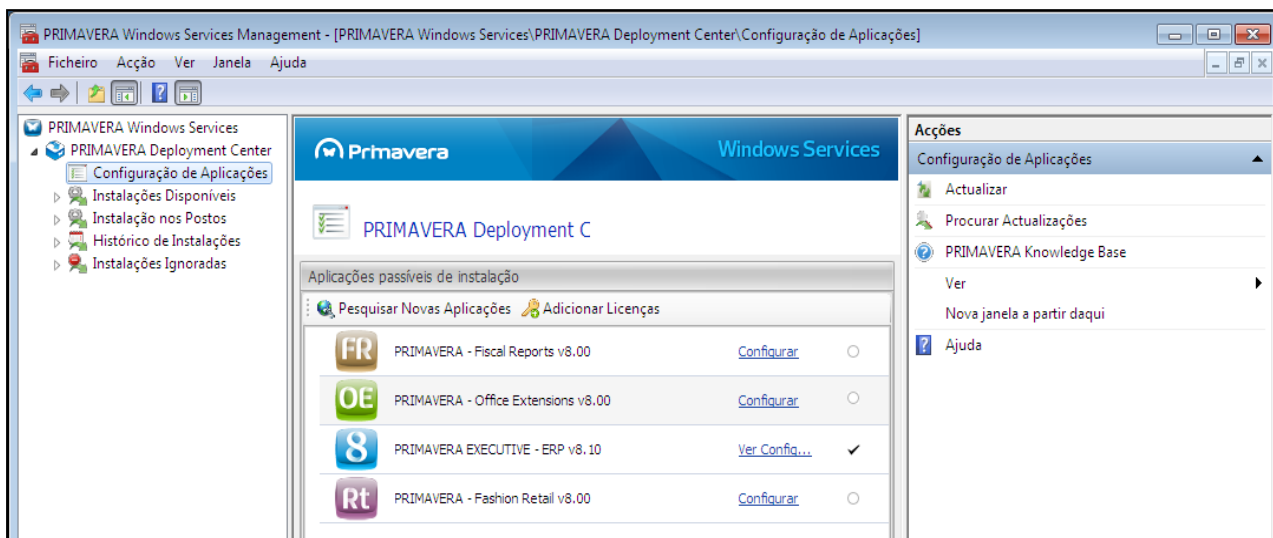 PRIMAVERA Windows Services Management - [PRIMAVERA Windows Services\PRIMAVERA Deployment Center\Configuração de Aplicações]
Ficheiro Acção Ver Janela Ajuda
PRIMAVERA Windows Services
PRIMAVERA Deployment Center
Configuração de Aplicações
Instalações Disponíveis
Instalação nos Postos
Histórico de Instalações
Instalações Ignoradas
Primavera Windows Services
PRIMAVERA Deployment C
Aplicações passíveis de instalação
Pesquisar Novas Aplicações Adicionar Licenças
FR PRIMAVERA - Fiscal Reports v8.00 Configurar
OE PRIMAVERA - Office Extensions v8.00 Configurar
8 PRIMAVERA EXECUTIVE - ERP v8.10 Ver Config...
Rt PRIMAVERA - Fashion Retail v8.00 Configurar
Acções
Configuração de Aplicações
Actualizar
Procurar Actualizações
PRIMAVERA Knowledge Base
Ver
Nova janela a partir daqui
Ajuda